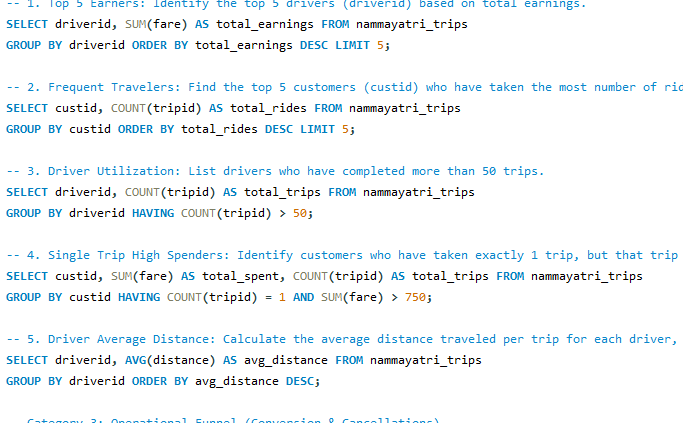 -- 1. Top 5 Earners: Identify the top 5 drivers (driverid) based on total earnings.
SELECT driverid, SUM(fare) AS total_earnings FROM nammayatri_trips
GROUP BY driverid ORDER BY total_earnings DESC LIMIT 5;
-- 2. Frequent Travelers: Find the top 5 customers (custid) who have taken the most number of
SELECT custid, COUNT(tripid) AS total_rides FROM nammayatri_trips
GROUP BY custid ORDER BY total_rides DESC LIMIT 5;
-- 3. Driver Utilization: List drivers who have completed more than 50 trips.
SELECT driverid, COUNT(tripid) AS total_trips FROM nammayatri_trips
GROUP BY driverid HAVING COUNT(tripid) > 50;
-- 4. Single Trip High Spenders: Identify customers who have taken exactly 1 trip, but that trip
SELECT custid, SUM(fare) AS total_spent, COUNT(tripid) AS total_trips FROM nammayatri_trips
GROUP BY custid HAVING COUNT(tripid) = 1 AND SUM(fare) > 750;
-- 5. Driver Average Distance: Calculate the average distance traveled per trip for each driver,
SELECT driverid, AVG(distance) AS avg_distance FROM nammayatri_trips
GROUP BY driverid ORDER BY avg_distance DESC;
Category 3: Operational Funnel (Conversion & Cancellations)